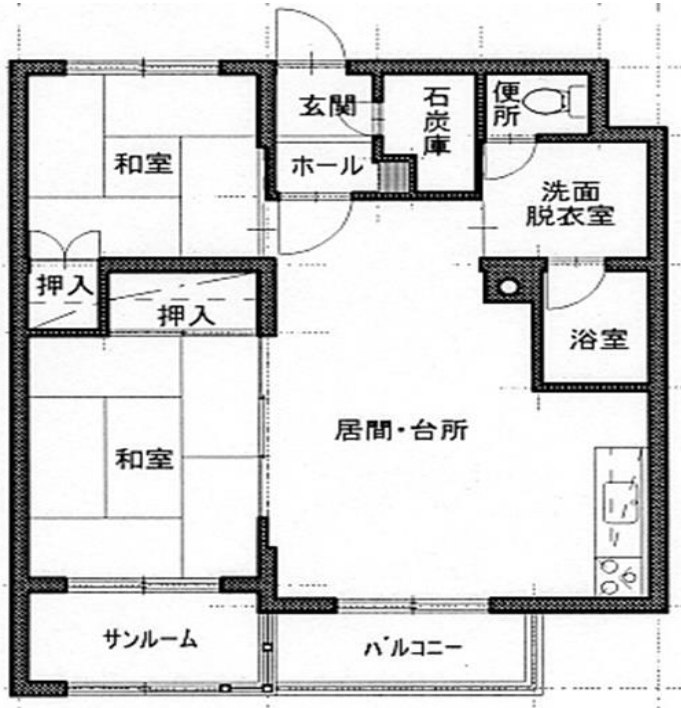 玄関
石炭庫
便所
和室
ホール
洗面
脱衣室
押入
押入
浴室
居間・台所
和室
サンルーム
バルコニー